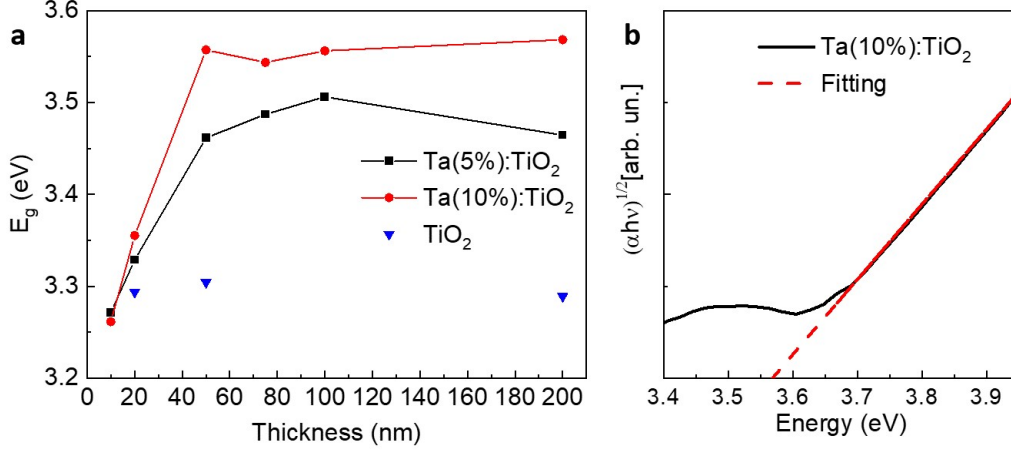 a
3.6
3.5
3.4
3.3
3.2
E_g (eV)
0 20 40 60 80 100 120 140 160 180 200
Thickness (nm)
Ta(5%):TiO₂
Ta(10%):TiO₂
TiO₂
b
Ta(10%):TiO₂
Fitting
(αhν)^1/2[arb. un.]
3.4 3.5 3.6 3.7 3.8 3.9
Energy (eV)